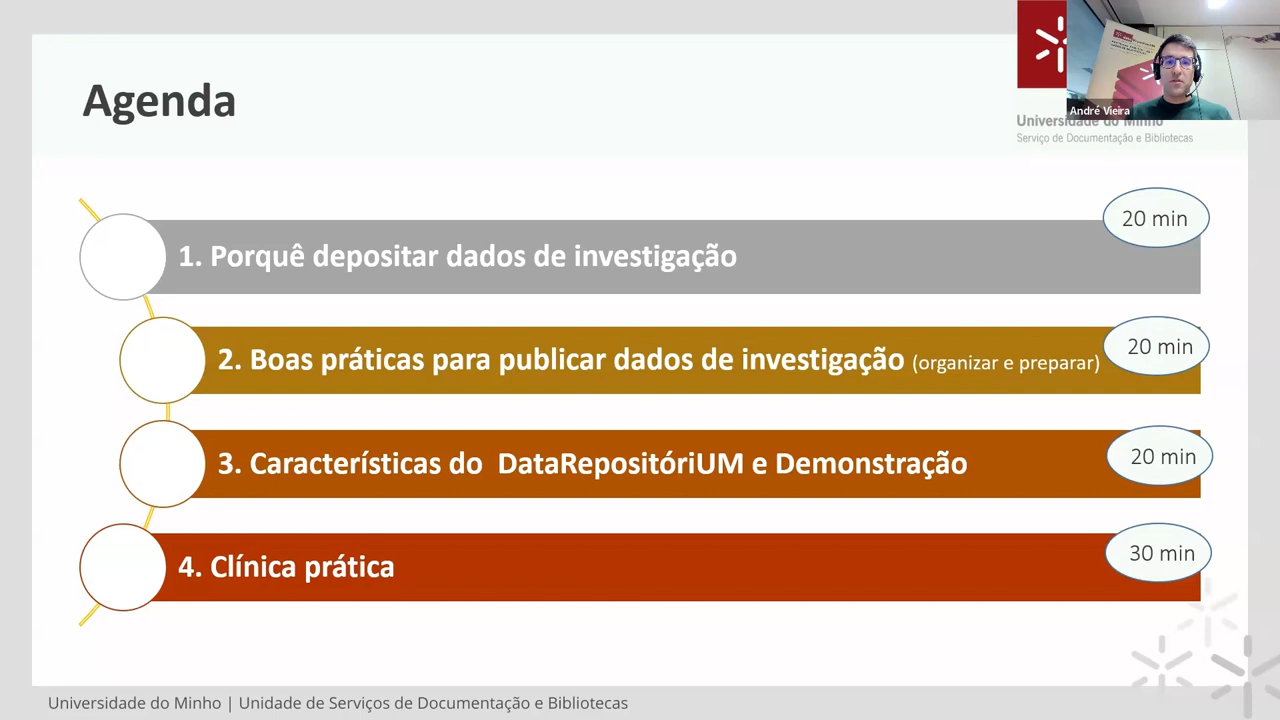 Agenda
André Vieira
Universidade do Minho
Serviço de Documentação e Bibliotecas
20 min
1. Porquê depositar dados de investigação
20 min
2. Boas práticas para publicar dados de investigação (organizar e preparar)
20 min
3. Características do DataRepositóriUM e Demonstração
30 min
4. Clínica prática
Universidade do Minho | Unidade de Serviços de Documentação e Bibliotecas